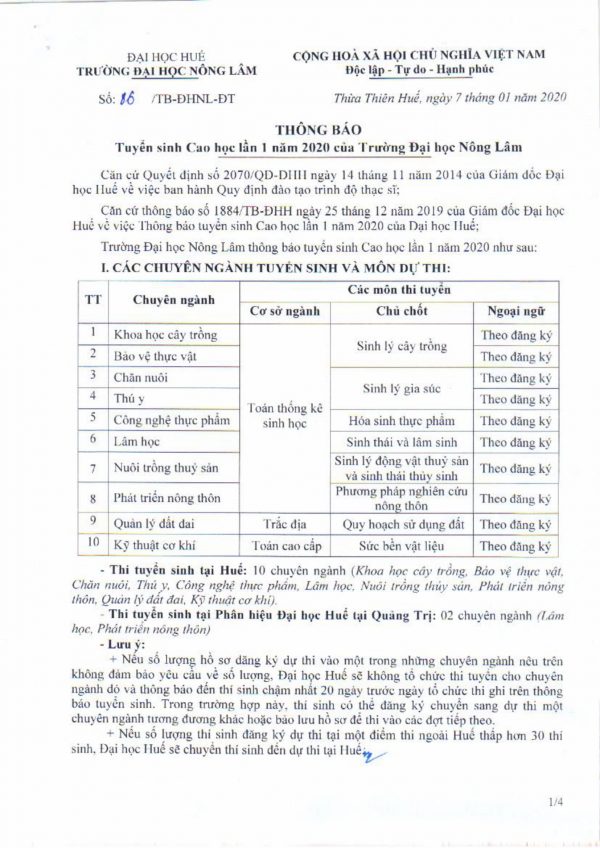 ĐẠI HỌC HUẾ
TRƯỜNG ĐẠI HỌC NÔNG LÂM
CỘNG HOÀ XÃ HỘI CHỦ NGHĨA VIỆT NAM
Độc lập - Tự do - Hạnh phúc
Số: 16 /TB-ĐHNL-ĐT
Thừa Thiên Huế, ngày 7 tháng 01 năm 2020
THÔNG BÁO
Tuyển sinh Cao học lần 1 năm 2020 của Trường Đại học Nông Lâm
Căn cứ Quyết định số 2070/QD-DHH ngày 14 tháng 11 năm 2014 của Giám đốc Đại
học Huế về việc ban hành Quy định đào tạo trình độ thạc sĩ;
Căn cứ thông báo số 1884/TB-ĐHH ngày 25 tháng 12 năm 2019 của Giám đốc Đại học
Huế về việc Thông báo tuyển sinh Cao học lần 1 năm 2020 của Đại học Huế;
Trường Đại học Nông Lâm thông báo tuyển sinh Cao học lần 1 năm 2020 như sau:
I. CÁC CHUYÊN NGÀNH TUYỂN SINH VÀ MÔN DỰ THI:
TT Chuyên ngành Các môn thi tuyển
Cơ sở ngành Chủ chốt Ngoại ngữ
1 Khoa học cây trồng Theo đăng ký
Sinh lý cây trồng
2 Bảo vệ thực vật Theo đăng ký
3 Chăn nuôi Theo đăng ký
Sinh lý gia súc
4 Thú y Theo đăng ký
Toán thống kê
sinh học
5 Công nghệ thực phẩm Hóa sinh thực phẩm Theo đăng ký
6 Lâm học Sinh thái và lâm sinh Theo đăng ký
7 Nuôi trồng thuỷ sản Sinh lý động vật thuỷ sản
và sinh thái thủy sinh Theo đăng ký
8 Phát triển nông thôn Phương pháp nghiên cứu
nông thôn Theo đăng ký
9 Quản lý đất đai Trắc địa Quy hoạch sử dụng đất Theo đăng ký
10 Kỹ thuật cơ khí Toán cao cấp Sức bền vật liệu Theo đăng ký
- Thi tuyển sinh tại Huế: 10 chuyên ngành (Khoa học cây trồng, Bảo vệ thực vật,
Chăn nuôi, Thú y, Công nghệ thực phẩm, Lâm học, Nuôi trồng thủy sản, Phát triển nông
thôn, Quản lý đất đai, Kỹ thuật cơ khí).
- Thi tuyển sinh tại Phân hiệu Đại học Huế tại Quảng Trị: 02 chuyên ngành (Lâm
học, Phát triển nông thôn)
- Lưu ý:
+ Nếu số lượng hồ sơ đăng ký dự thi vào một trong những chuyên ngành nêu trên
không đảm bảo yêu cầu về số lượng, Đại học Huế sẽ không tổ chức thi tuyển cho chuyên
ngành đó và thông báo đến thí sinh chậm nhất 20 ngày trước ngày tổ chức thi ghi trên thông
báo tuyển sinh. Trong trường hợp này, thí sinh có thể đăng ký chuyển sang dự thi một
chuyên ngành tương đương khác hoặc bảo lưu hồ sơ để thi vào các đợt tiếp theo.
+ Nếu số lượng thí sinh đăng ký dự thi tại một điểm thi ngoài Huế thấp hơn 30 thí
sinh, Đại học Huế sẽ chuyển thí sinh đến dự thi tại Huế.
1/4